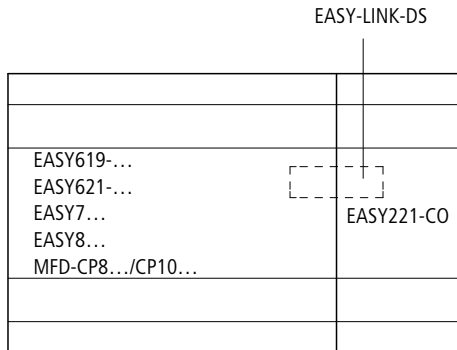 EASY-LINK-DS
EASY619-…
EASY621-…
EASY7…
EASY8…
MFD-CP8…/CP10…
EASY221-CO